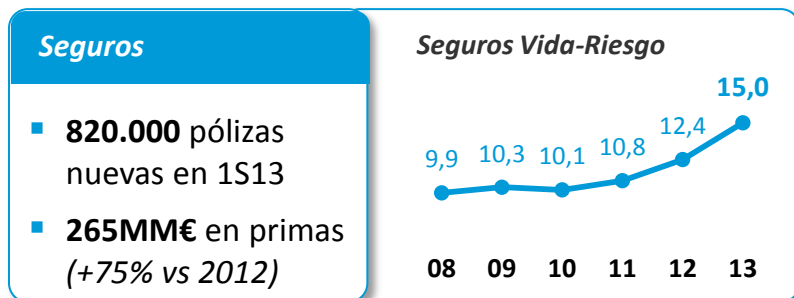 Seguros
▪ 820.000 pólizas
nuevas en 1S13
▪ 265MM€ en primas
(+75% vs 2012)
Seguros Vida-Riesgo
9,9 10,3 10,1 10,8 12,4 15,0
08 09 10 11 12 13